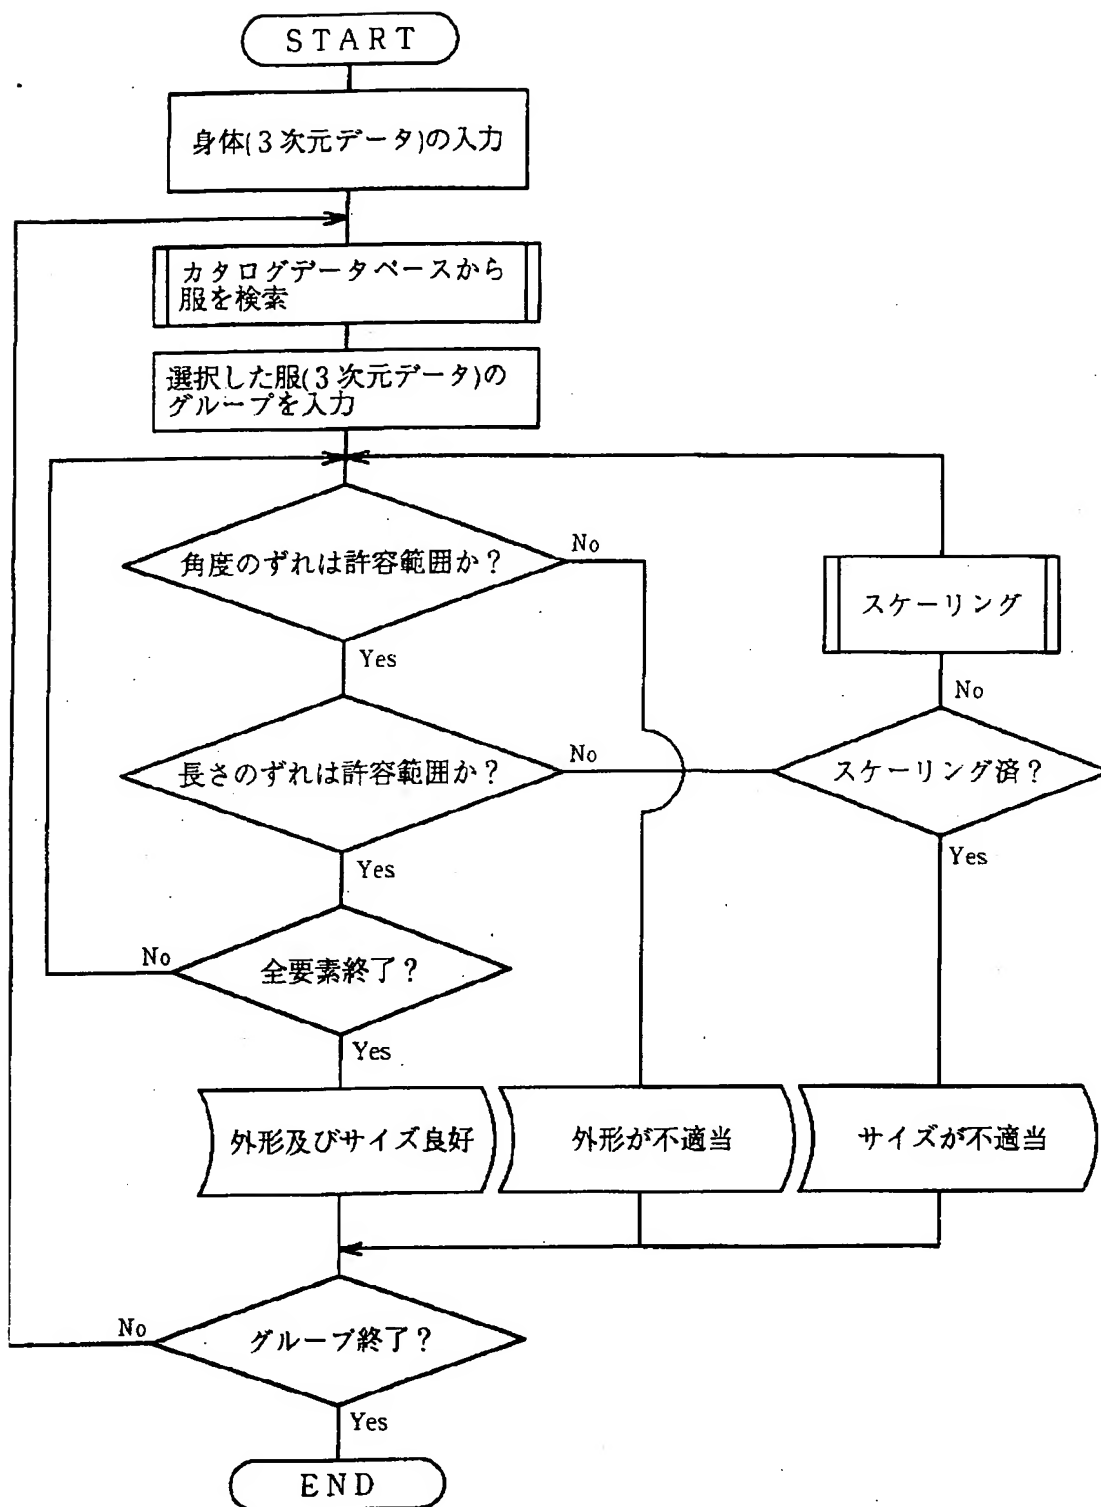 START
身体(3次元データ)の入力
カタログデータベースから
服を検索
選択した服(3次元データ)の
グループを入力
角度のずれは許容範囲か?
No
Yes
スケーリング
No
長さのずれは許容範囲か?
No
スケーリング済?
Yes
Yes
全要素終了?
No
Yes
外形及びサイズ良好
外形が不適当
サイズが不適当
グループ終了?
No
Yes
END